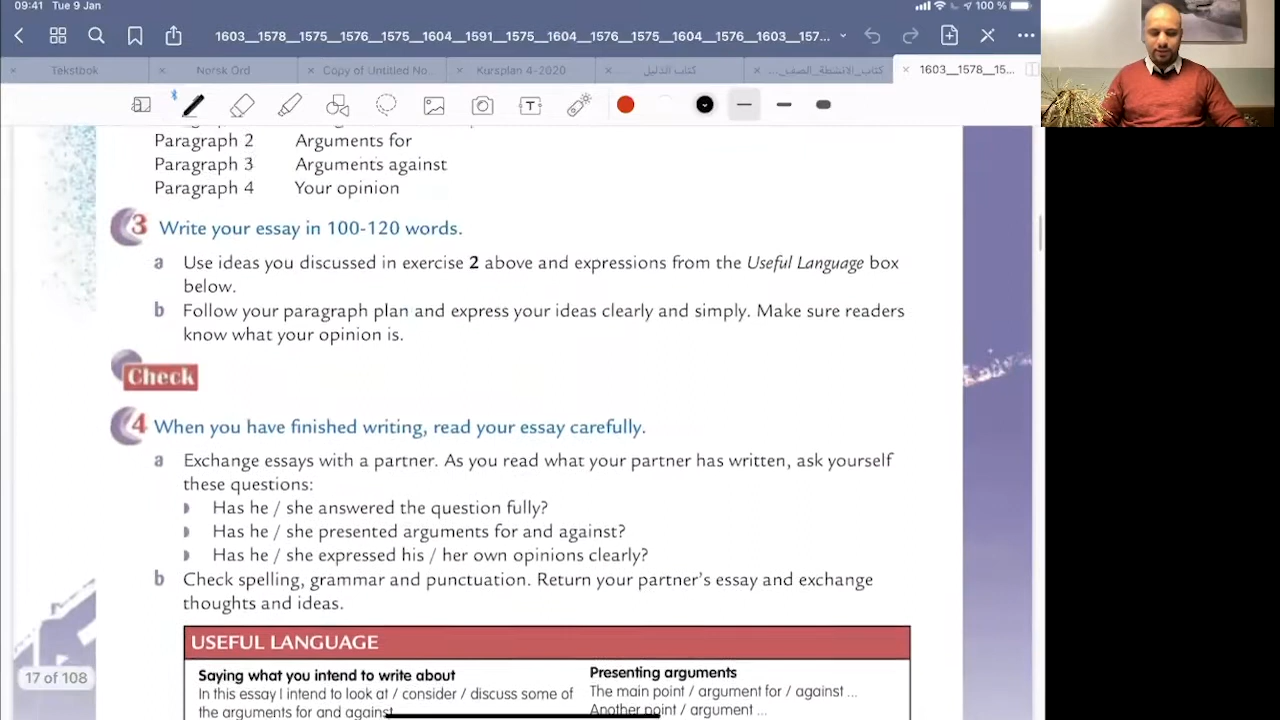 09:41 Tue 9 Jan
100 %
1603__1578__1575__1576__1575__1604__1591__1575__1604__1576__1575__1604__1576__1603__157...
Tekstbok
Norsk Ord
Copy of Untitled No...
Kursplan 4-2020
كتاب الدليل
كتاب_الانشطة_الصف_...
1603__1578__15...
Paragraph 2 Arguments for
Paragraph 3 Arguments against
Paragraph 4 Your opinion
3 Write your essay in 100-120 words.
a Use ideas you discussed in exercise 2 above and expressions from the Useful Language box
below.
b Follow your paragraph plan and express your ideas clearly and simply. Make sure readers
know what your opinion is.
Check
4 When you have finished writing, read your essay carefully.
a Exchange essays with a partner. As you read what your partner has written, ask yourself
these questions:
Has he / she answered the question fully?
Has he / she presented arguments for and against?
Has he / she expressed his / her own opinions clearly?
b Check spelling, grammar and punctuation. Return your partner's essay and exchange
thoughts and ideas.
USEFUL LANGUAGE
Saying what you intend to write about
In this essay I intend to look at / consider / discuss some of
the arguments for and against
Presenting arguments
The main point / argument for / against ...
Another point / argument ...
17 of 108